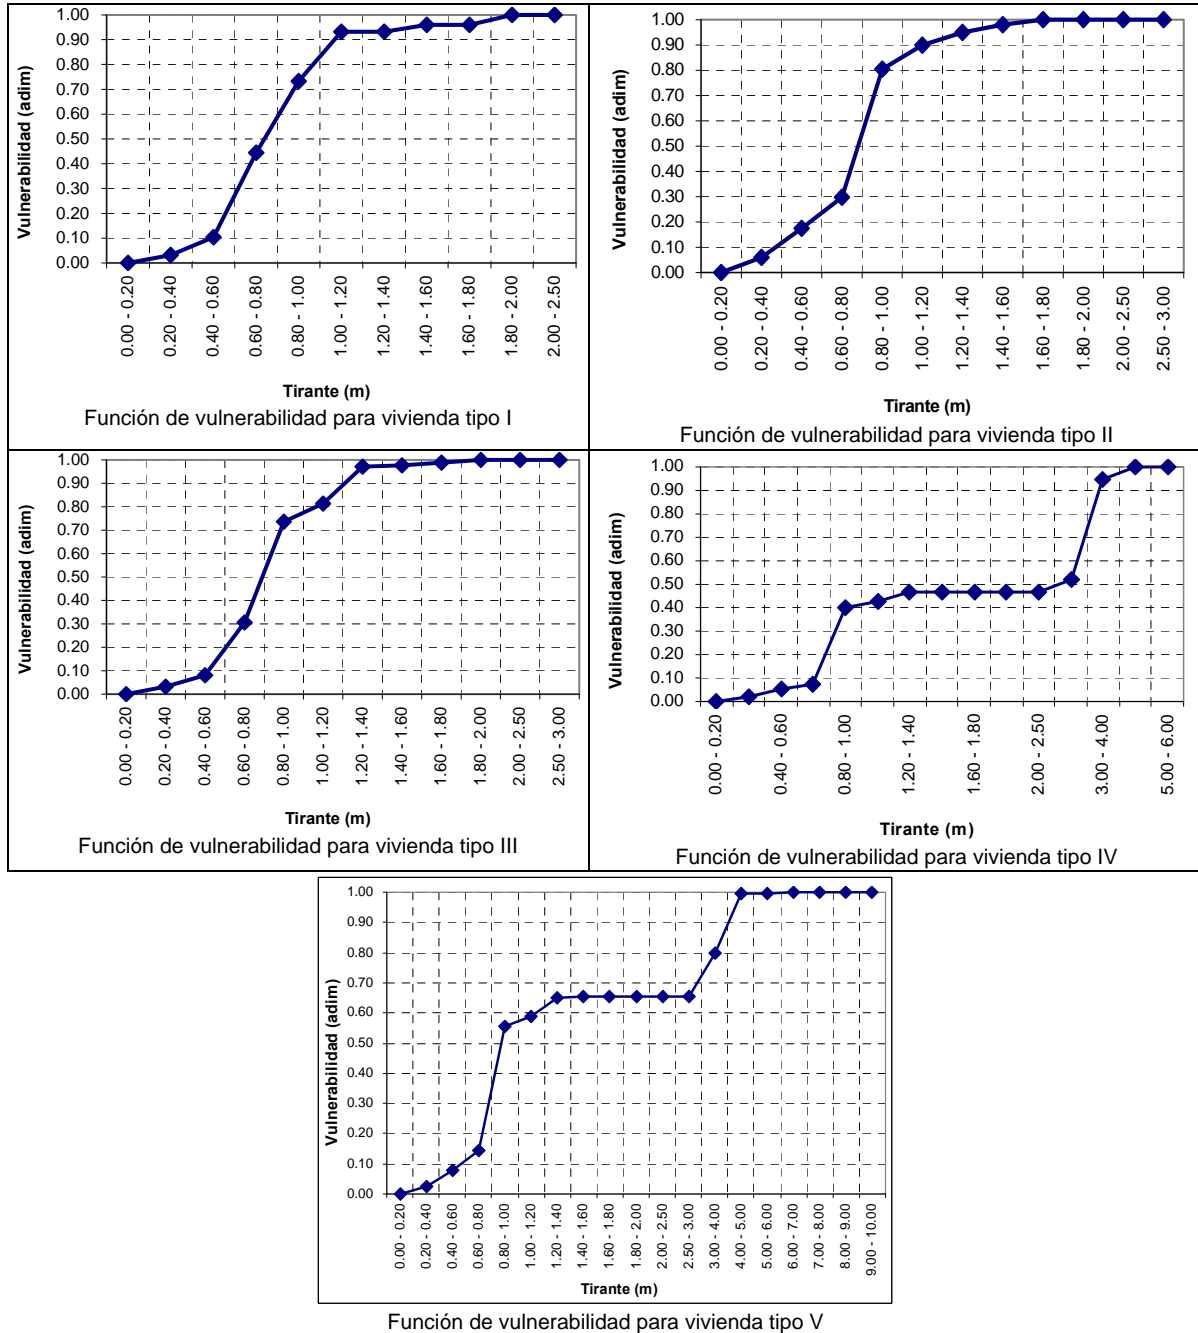 1.00
0.90
0.80
0.70
0.60
0.50
0.40
0.30
0.20
0.10
0.00
Vulnerabilidad (adim)
0.00 - 0.20
0.20 - 0.40
0.40 - 0.60
0.60 - 0.80
0.80 - 1.00
1.00 - 1.20
1.20 - 1.40
1.40 - 1.60
1.60 - 1.80
1.80 - 2.00
2.00 - 2.50
Tirante (m)
Función de vulnerabilidad para vivienda tipo I
1.00
0.90
0.80
0.70
0.60
0.50
0.40
0.30
0.20
0.10
0.00
Vulnerabilidad (adim)
0.00 - 0.20
0.20 - 0.40
0.40 - 0.60
0.60 - 0.80
0.80 - 1.00
1.00 - 1.20
1.20 - 1.40
1.40 - 1.60
1.60 - 1.80
1.80 - 2.00
2.00 - 2.50
2.50 - 3.00
Tirante (m)
Función de vulnerabilidad para vivienda tipo II
1.00
0.90
0.80
0.70
0.60
0.50
0.40
0.30
0.20
0.10
0.00
Vulnerabilidad (adim)
0.00 - 0.20
0.20 - 0.40
0.40 - 0.60
0.60 - 0.80
0.80 - 1.00
1.00 - 1.20
1.20 - 1.40
1.40 - 1.60
1.60 - 1.80
1.80 - 2.00
2.00 - 2.50
2.50 - 3.00
Tirante (m)
Función de vulnerabilidad para vivienda tipo III
1.00
0.90
0.80
0.70
0.60
0.50
0.40
0.30
0.20
0.10
0.00
Vulnerabilidad (adim)
0.00 - 0.20
0.40 - 0.60
0.80 - 1.00
1.20 - 1.40
1.60 - 1.80
2.00 - 2.50
3.00 - 4.00
5.00 - 6.00
Tirante (m)
Función de vulnerabilidad para vivienda tipo IV
1.00
0.90
0.80
0.70
0.60
0.50
0.40
0.30
0.20
0.10
0.00
Vulnerabilidad (adim)
0.00 - 0.20
0.20 - 0.40
0.40 - 0.60
0.60 - 0.80
0.80 - 1.00
1.00 - 1.20
1.20 - 1.40
1.40 - 1.60
1.60 - 1.80
1.80 - 2.00
2.00 - 2.50
2.50 - 3.00
3.00 - 4.00
4.00 - 5.00
5.00 - 6.00
6.00 - 7.00
7.00 - 8.00
8.00 - 9.00
9.00 - 10.00
Tirante (m)
Función de vulnerabilidad para vivienda tipo V